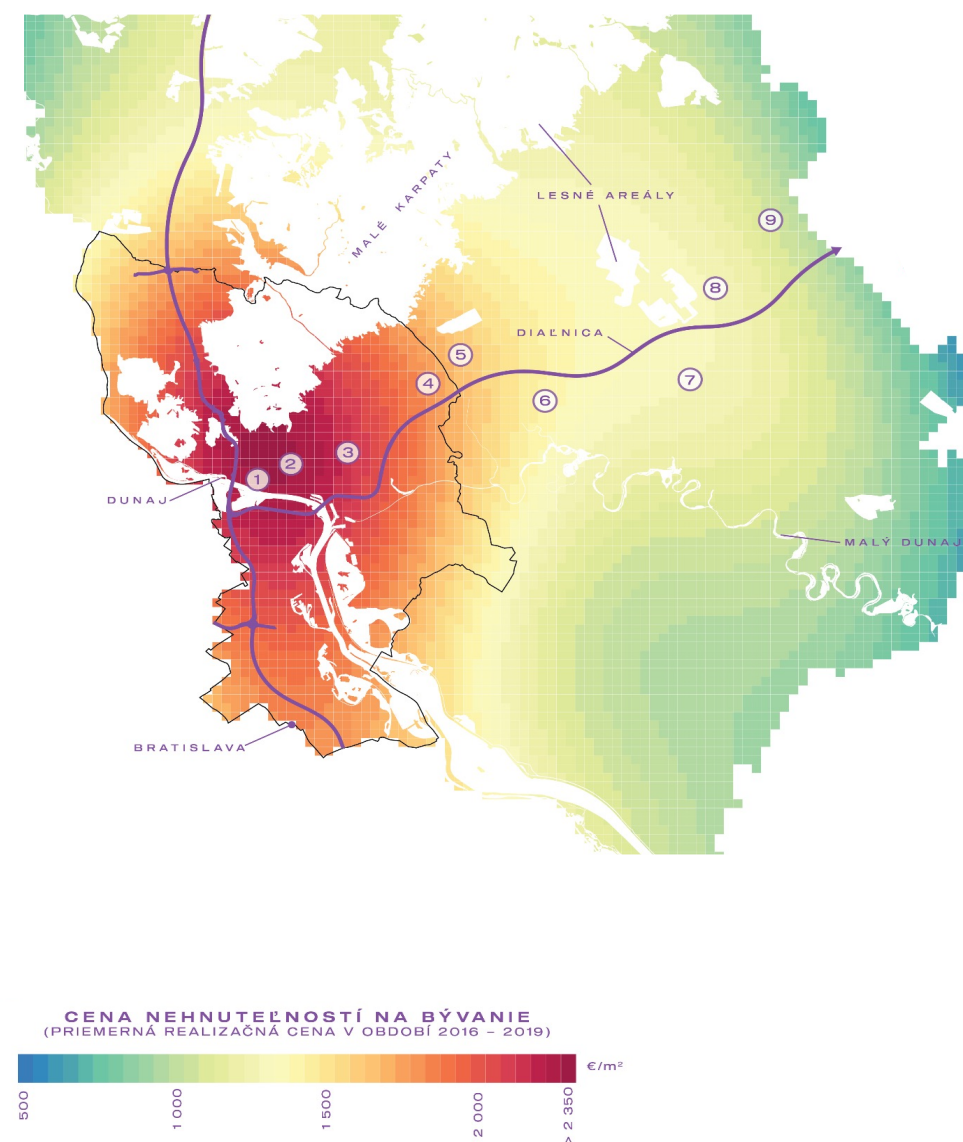 MALÉ KARPATY
LESNÉ AREÁLY
9
8
DIAĽNICA
5
4
7
6
3
2
1
DUNAJ
MALÝ DUNAJ
BRATISLAVA
CENA NEHNUTEĽNOSTÍ NA BÝVANIE
(PRIEMERNÁ REALIZAČNÁ CENA V OBDOBÍ 2016 – 2019)
€/m²
500
1 000
1 500
2 000
> 2 350